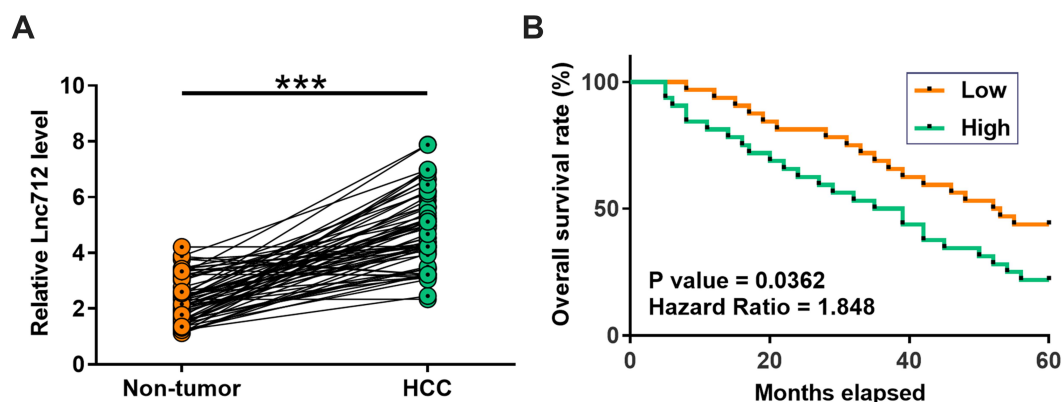 A
***
Relative Lnc712 level
10
8
6
4
2
0
Non-tumor
HCC
B
Overall survival rate (%)
100
50
0
Low
High
P value = 0.0362
Hazard Ratio = 1.848
0
20
40
60
Months elapsed